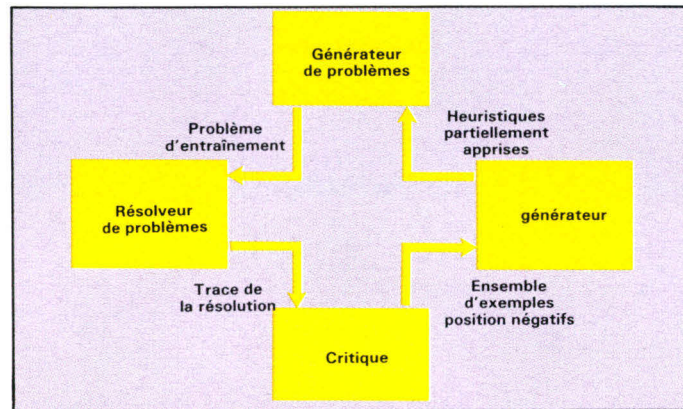 Générateur
de problèmes
Problème
d'entraînement
Heuristiques
partiellement
apprises
Résolveur
de problèmes
générateur
Trace de
la résolution
Ensemble
d'exemples
position négatifs
Critique